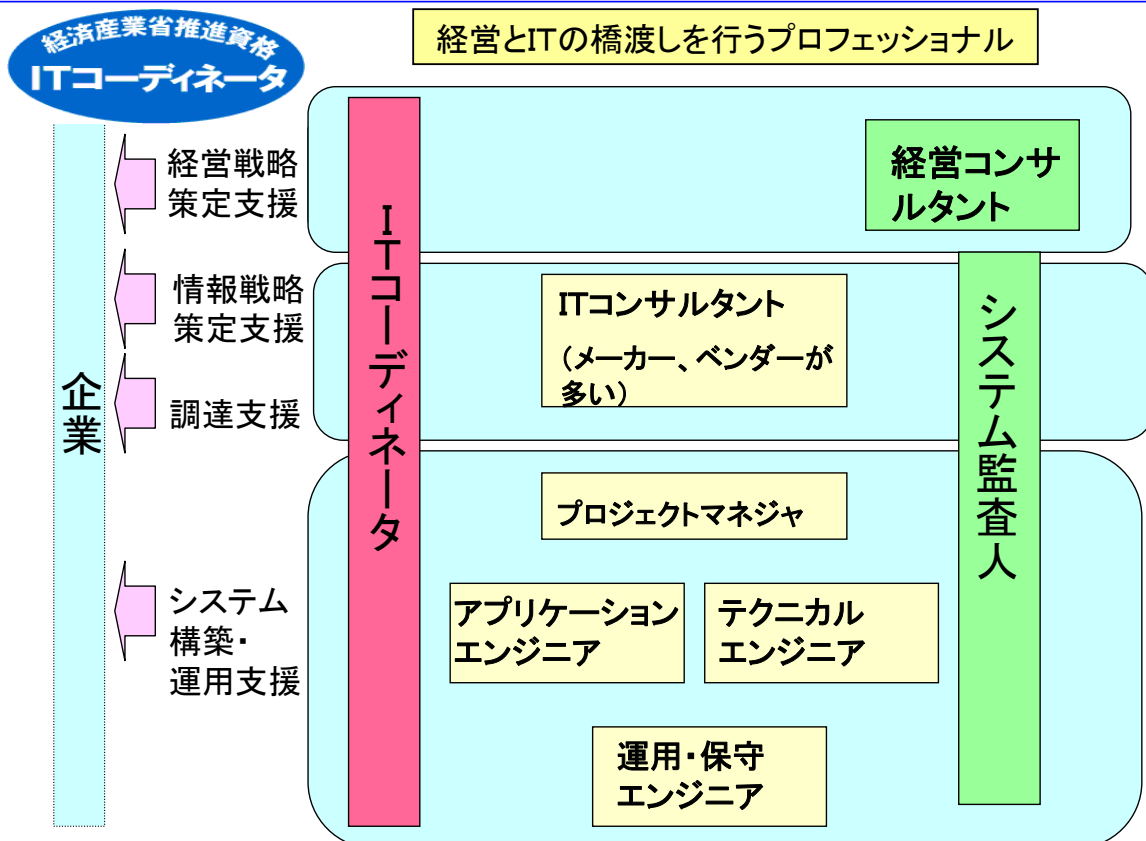 経済産業省推進資格
ITコーディネータ
経営とITの橋渡しを行うプロフェッショナル
企業
経営戦略
策定支援
情報戦略
策定支援
調達支援
システム
構築・
運用支援
ITコーディネータ
経営コンサ
ルタント
ITコンサルタント
(メーカー、ベンダーが
多い)
システム監査人
プロジェクトマネジャ
アプリケーション
エンジニア
テクニカル
エンジニア
運用・保守
エンジニア